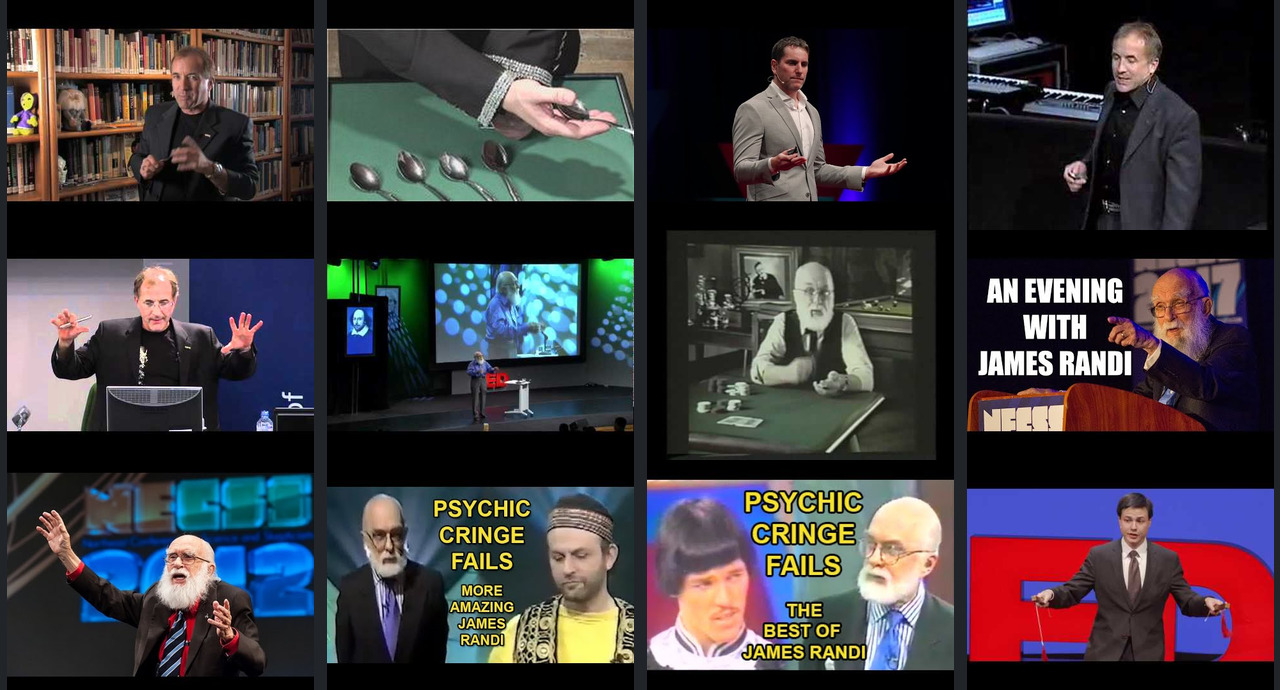 ED
AN EVENING
WITH
JAMES RANDI
NECSS
NECSS
2012
PSYCHIC
CRINGE
FAILS
MORE
AMAZING
JAMES
RANDI
PSYCHIC
CRINGE
FAILS
THE
BEST OF
JAMES RANDI